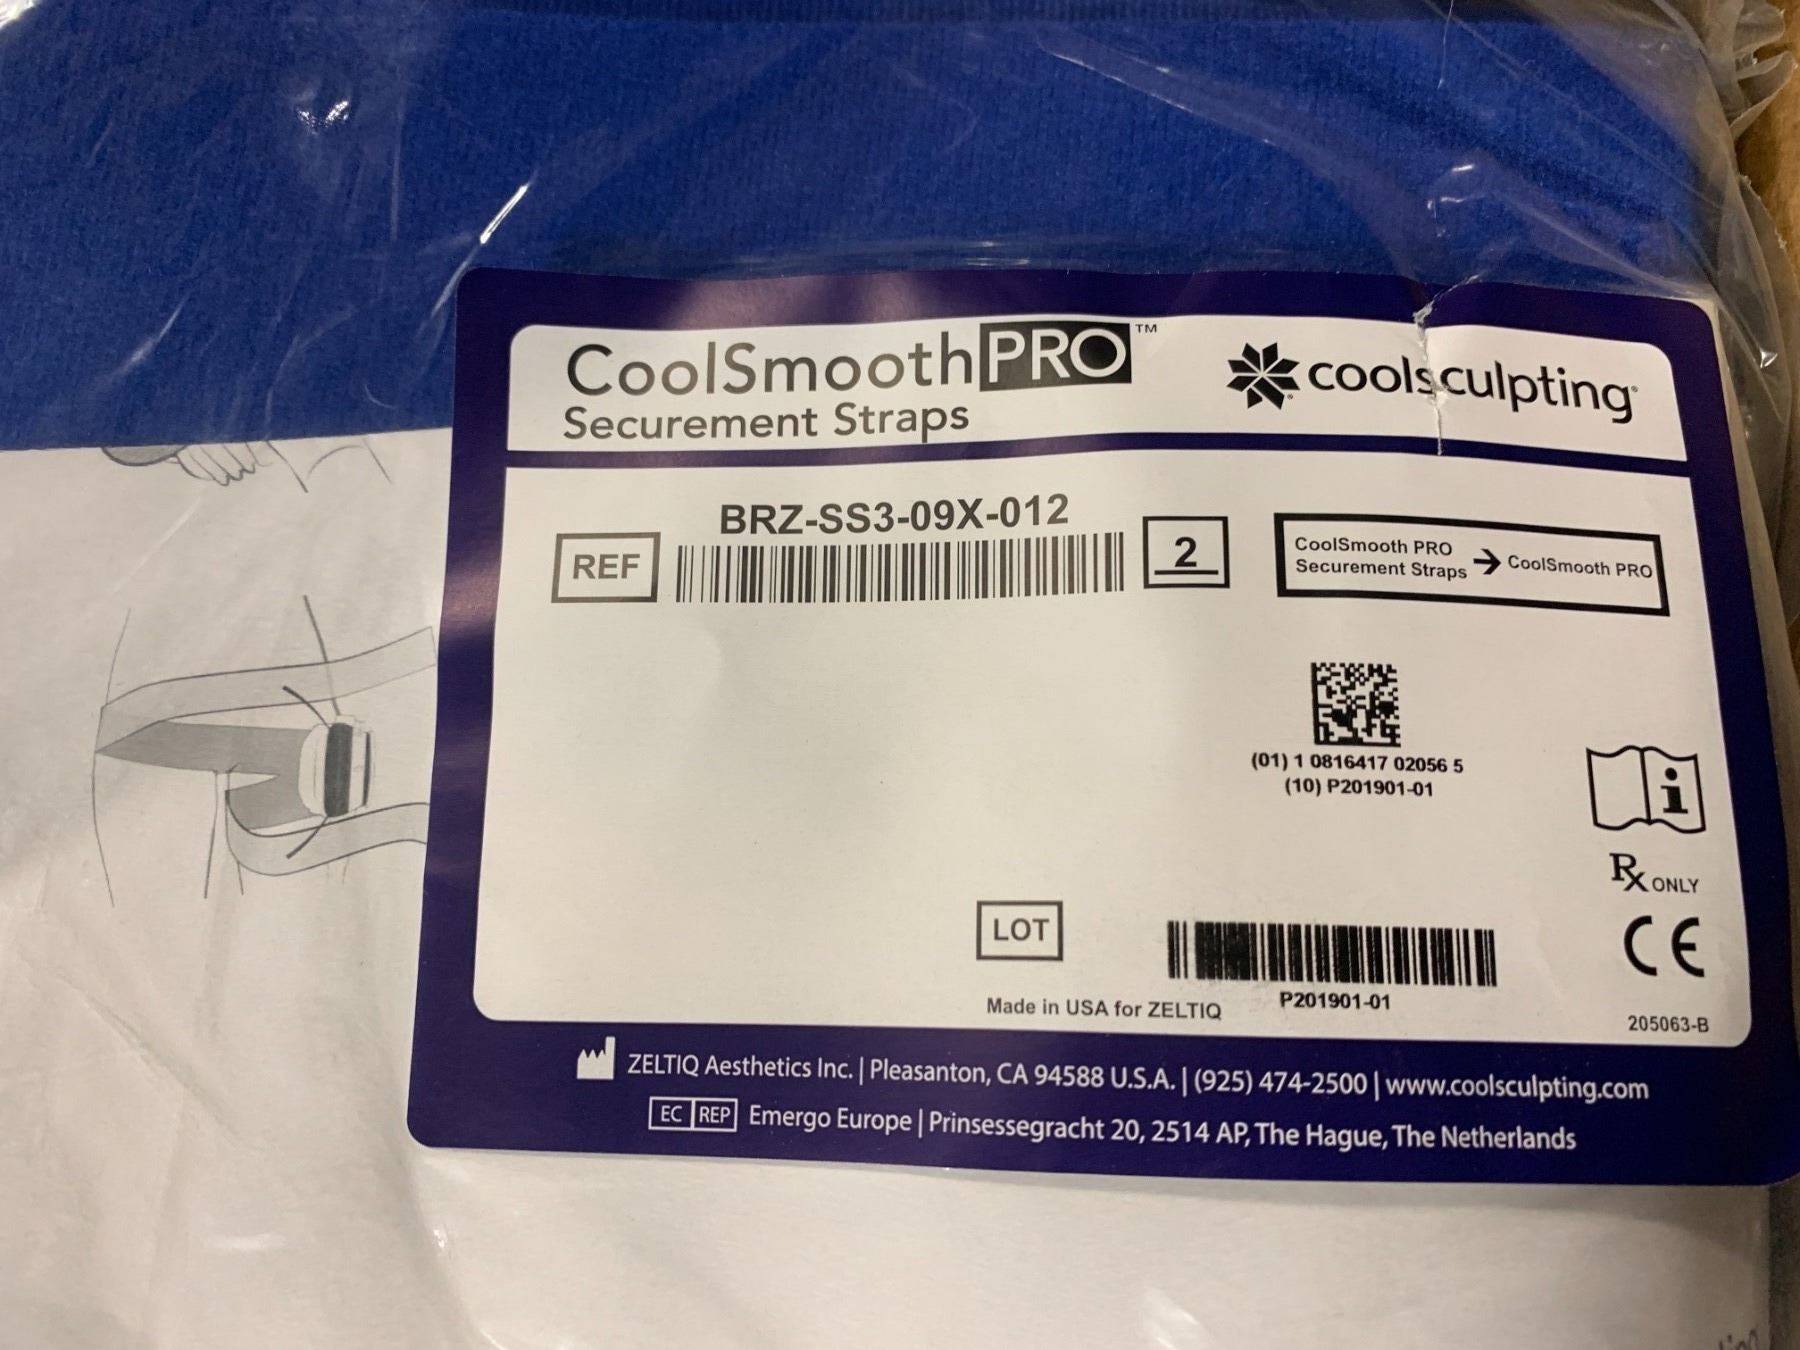 CoolSmoothPRO™
Securement Straps
coolsculpting®
BRZ-SS3-09X-012
REF
2
CoolSmooth PRO
Securement Straps → CoolSmooth PRO
(01) 1 0816417 02056 5
(10) P201901-01
i
Rx ONLY
CE
LOT
P201901-01
Made in USA for ZELTIQ
205063-B
ZELTIQ Aesthetics Inc. | Pleasanton, CA 94588 U.S.A. | (925) 474-2500 | www.coolsculpting.com
EC REP Emergo Europe | Prinsessegracht 20, 2514 AP, The Hague, The Netherlands